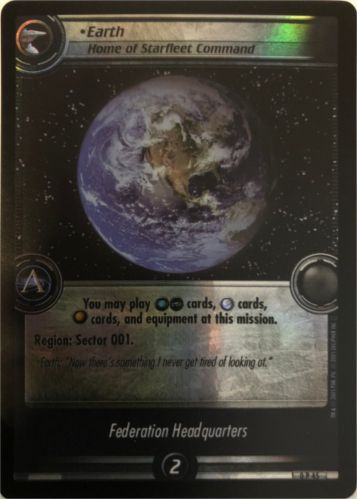 •Earth
Home of Starfleet Command
A
You may play cards, cards,
cards, and equipment at this mission.
Region: Sector 001.
Earth: "Now there's something I never get tired of looking at."
Federation Headquarters
2